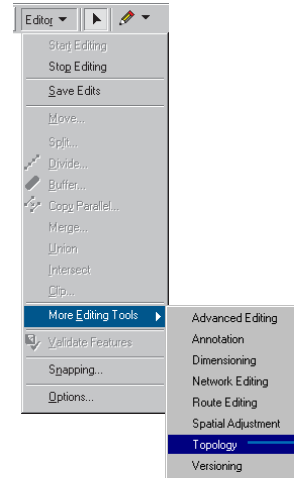 Editor
Start Editing
Stop Editing
Save Edits
Move...
Split...
Divide...
Buffer...
Copy Parallel...
Merge...
Union
Intersect
Clip...
More Editing Tools
Validate Features
Snapping...
Options...
Advanced Editing
Annotation
Dimensioning
Network Editing
Route Editing
Spatial Adjustment
Topology
Versioning